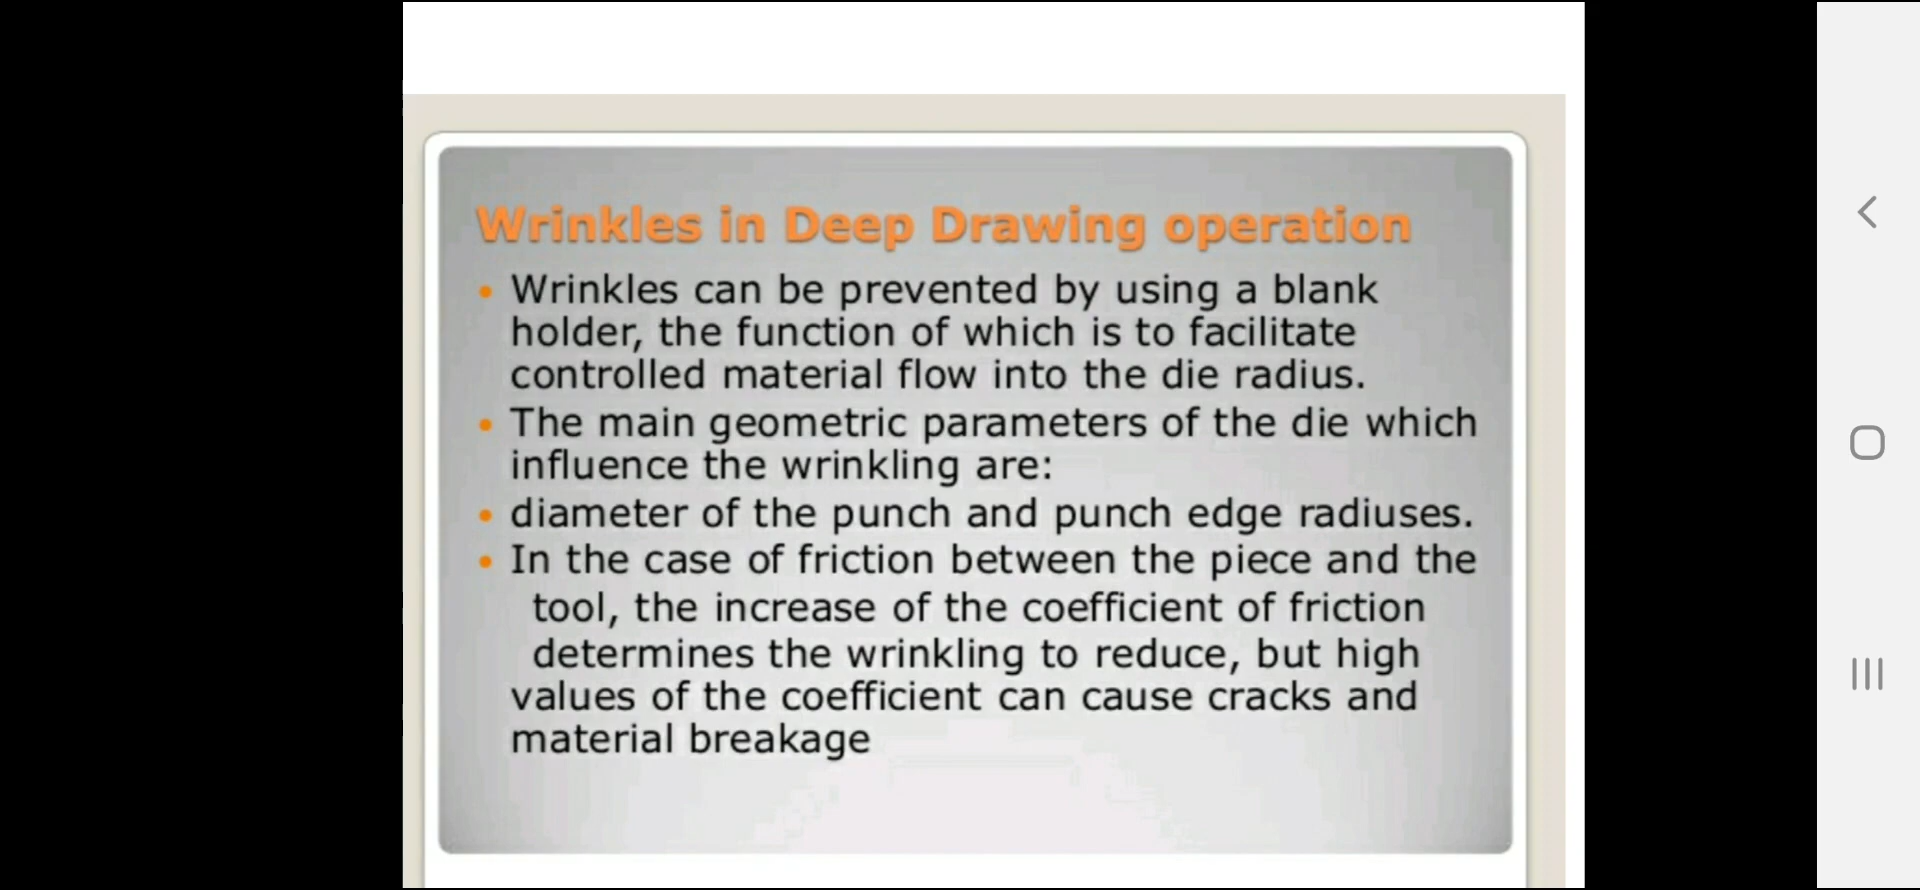 Wrinkles in Deep Drawing operation
• Wrinkles can be prevented by using a blank
holder, the function of which is to facilitate
controlled material flow into the die radius.
• The main geometric parameters of the die which
influence the wrinkling are:
• diameter of the punch and punch edge radiuses.
• In the case of friction between the piece and the
tool, the increase of the coefficient of friction
determines the wrinkling to reduce, but high
values of the coefficient can cause cracks and
material breakage